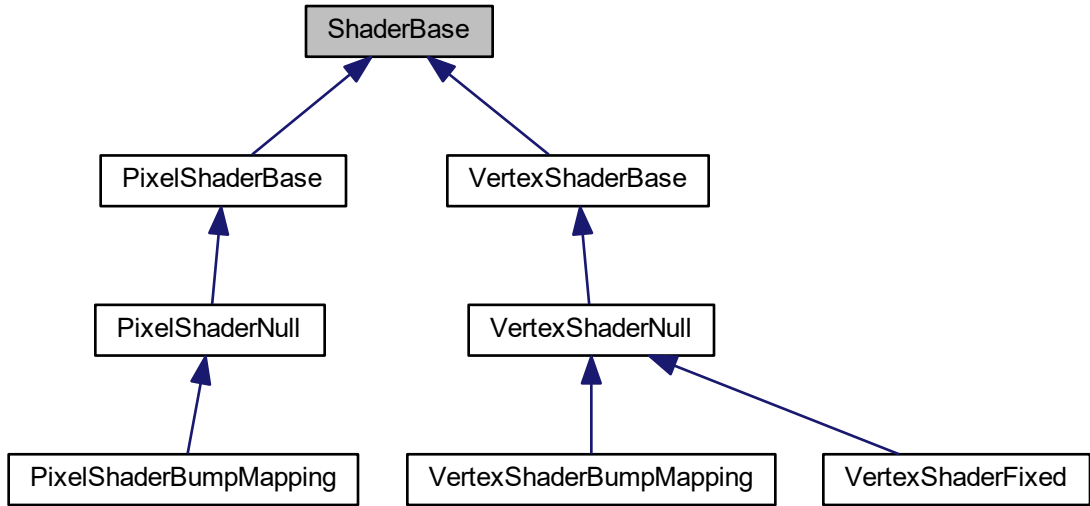 ShaderBase
PixelShaderBase
VertexShaderBase
PixelShaderNull
VertexShaderNull
PixelShaderBumpMapping
VertexShaderBumpMapping
VertexShaderFixed